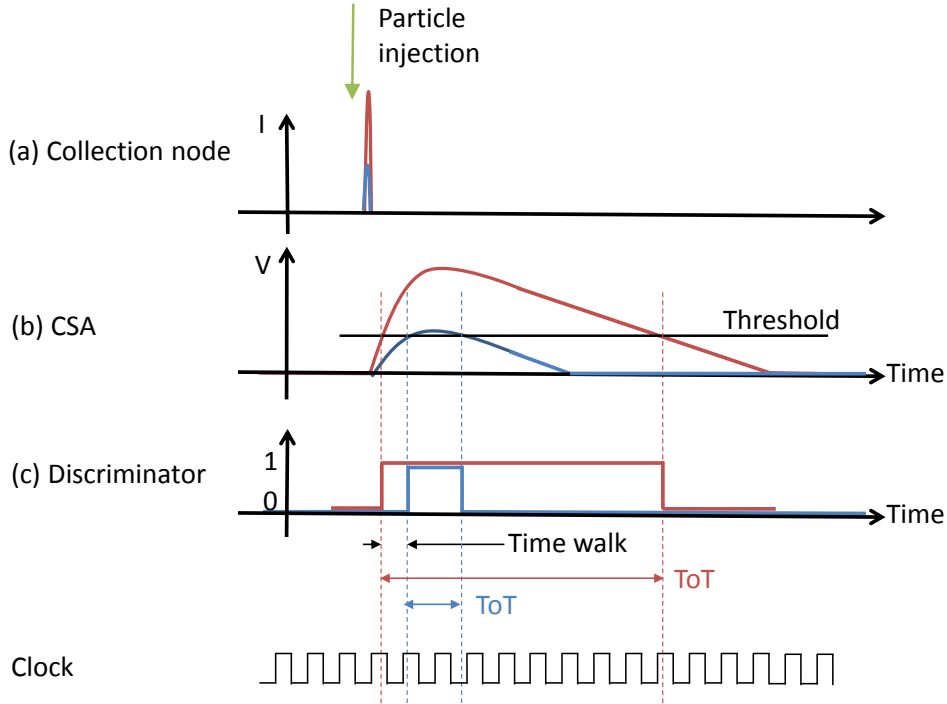 Particle
injection
I
(a) Collection node
V
Threshold
(b) CSA
Time
1
(c) Discriminator
0
Time
Time walk
ToT
ToT
Clock